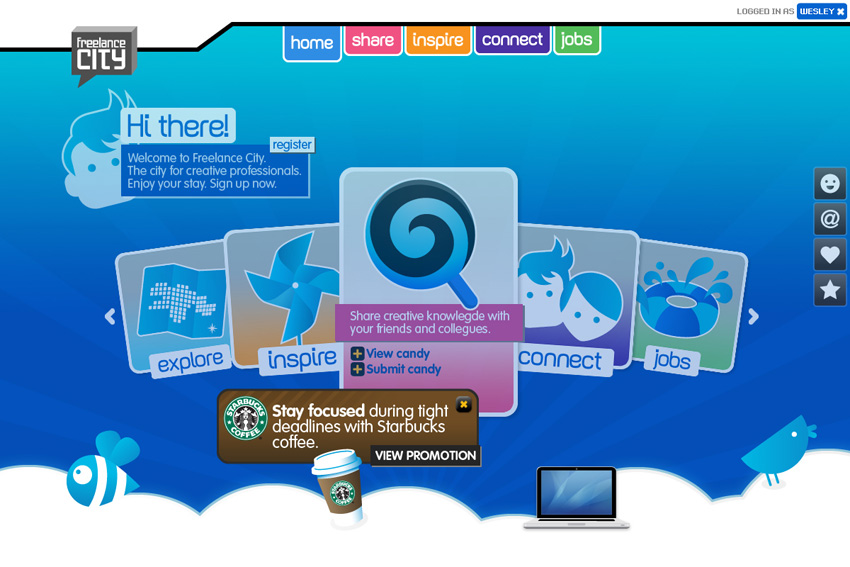 LOGGED IN AS WESLEY
freelance
CITY
home share inspire connect jobs
Hi there!
register
Welcome to Freelance City.
The city for creative professionals.
Enjoy your stay. Sign up now.
@
Share creative knowlegde with
your friends and collegues.
View candy
Submit candy
explore inspire connect jobs
STARBUCKS
COFFEE
Stay focused during tight
deadlines with Starbucks
coffee.
VIEW PROMOTION